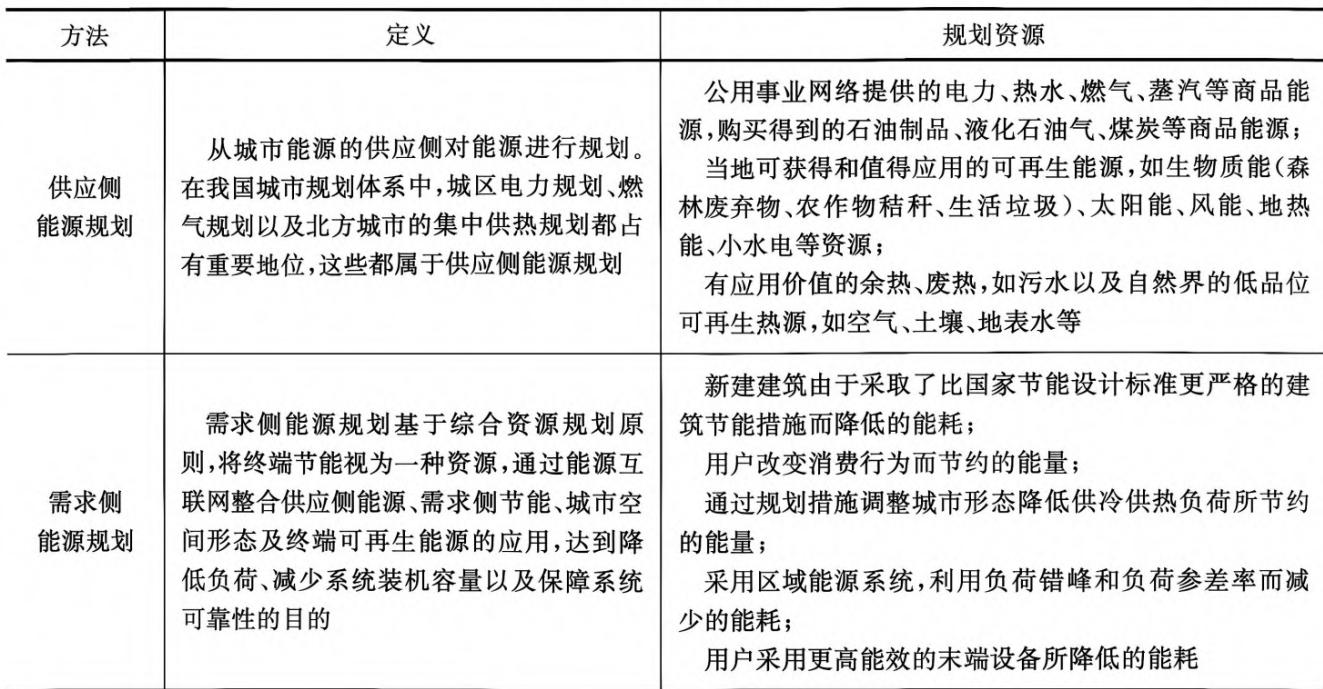 方法
定义
规划资源
供应侧
能源规划
从城市能源的供应侧对能源进行规划。
在我国城市规划体系中,城区电力规划、燃
气规划以及北方城市的集中供热规划都占
有重要地位,这些都属于供应侧能源规划
公用事业网络提供的电力、热水、燃气、蒸汽等商品能
源,购买得到的石油制品、液化石油气、煤炭等商品能源;
当地可获得和值得应用的可再生能源,如生物质能(森
林废弃物、农作物秸秆、生活垃圾)、太阳能、风能、地热
能、小水电等资源;
有应用价值的余热、废热,如污水以及自然界的低品位
可再生热源,如空气、土壤、地表水等
需求侧
能源规划
需求侧能源规划基于综合资源规划原
则,将终端节能视为一种资源,通过能源互
联网整合供应侧能源、需求侧节能、城市空
间形态及终端可再生能源的应用,达到降
低负荷、减少系统装机容量以及保障系统
可靠性的目的
新建建筑由于采取了比国家节能设计标准更严格的建
筑节能措施而降低的能耗;
用户改变消费行为而节约的能量;
通过规划措施调整城市形态降低供冷供热负荷所节约
的能量;
采用区域能源系统,利用负荷错峰和负荷参差率而减
少的能耗;
用户采用更高能效的末端设备所降低的能耗